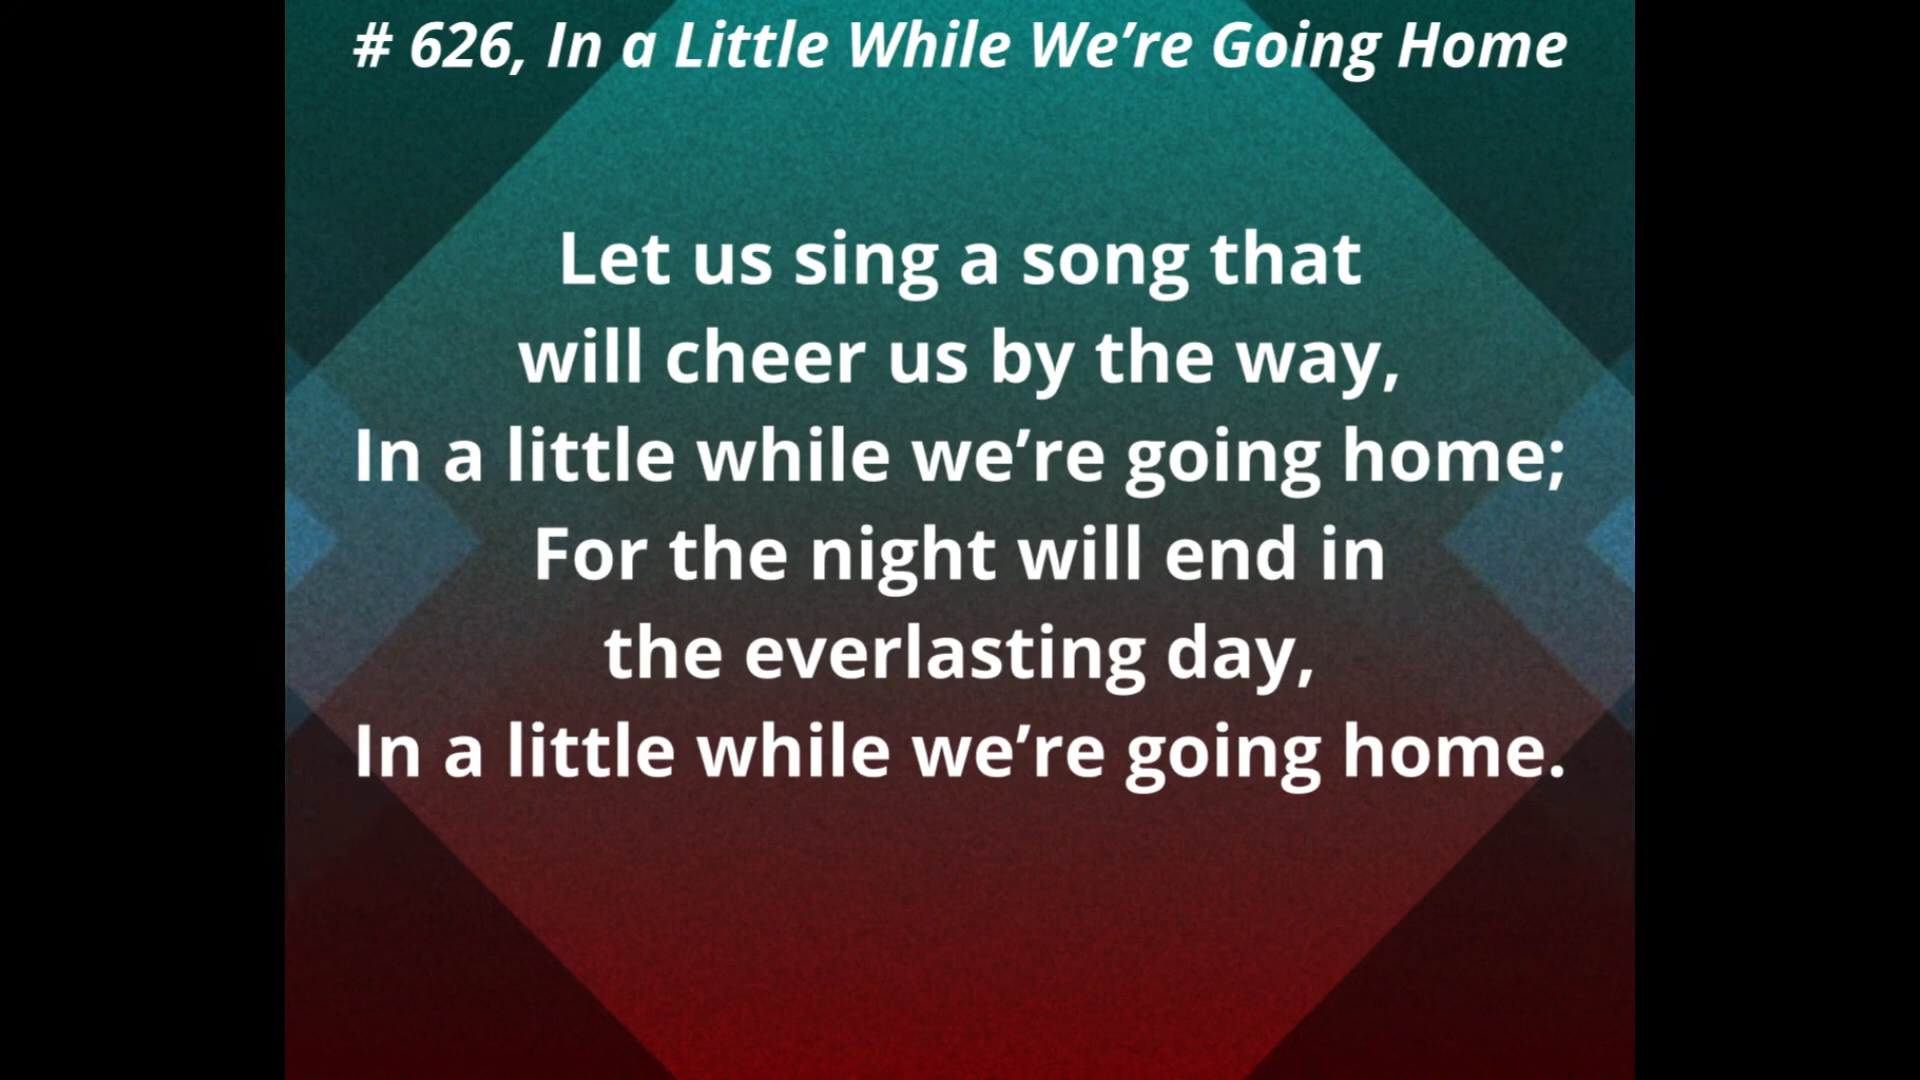 # 626, In a Little While We’re Going Home
Let us sing a song that
will cheer us by the way,
In a little while we’re going home;
For the night will end in
the everlasting day,
In a little while we’re going home.